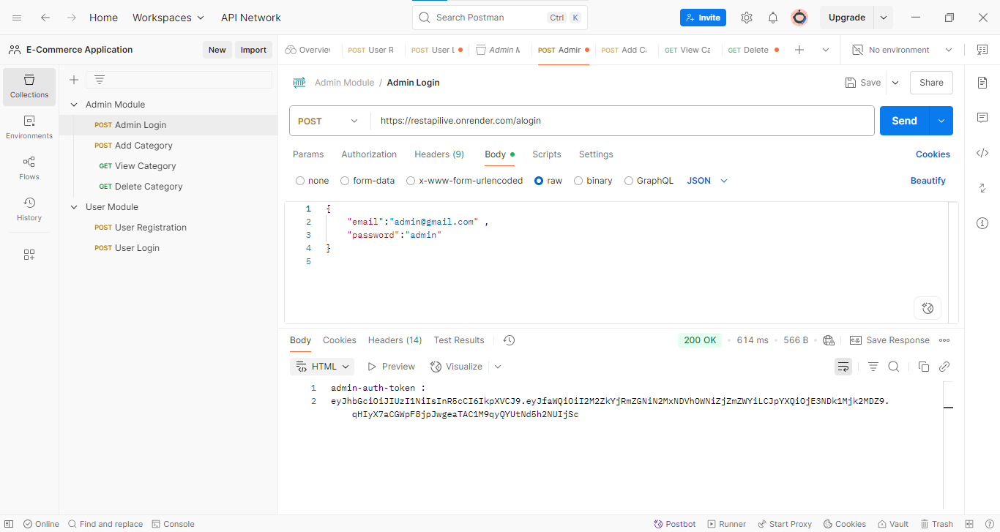 Home Workspaces API Network Search Postman Ctrl K Invite Upgrade
E-Commerce Application New Import Overvie POST User R POST User L Admin M POST Admir POST Add Ca GET View Ca GET Delete No environment
Collections
Environments
Flows
History
Admin Module
POST Admin Login
POST Add Category
GET View Category
GET Delete Category
User Module
POST User Registration
POST User Login
HTTP Admin Module / Admin Login Save Share
POST https://restapilive.onrender.com/alogin Send
Params Authorization Headers (9) Body Scripts Settings Cookies
none form-data x-www-form-urlencoded raw binary GraphQL JSON Beautify
1 {
2 "email":"admin@gmail.com" ,
3 "password":"admin"
4 }
5
Body Cookies Headers (14) Test Results 200 OK 614 ms 566 B e.g. Save Response
HTML Preview Visualize
1 admin-auth-token :
2 eyJhbGciOiJIUzI1NiIsInR5cCI6IkpXVCJ9.eyJfaWQiOiI2M2ZkYjRmZGNiN2MxNDVhOWNiZjZmZWYiLCJpYXQiOjE3NDk1Mjk2MDZ9.
qHIyX7aCGWpF8jpJwgeaTAC1M9qyQYUtNd5h2NUIjSc
Online Find and replace Console Postbot Runner Start Proxy Cookies Vault Trash